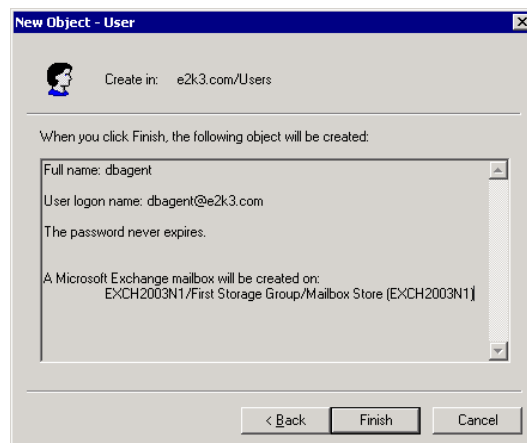 New Object - User
Create in: e2k3.com/Users
When you click Finish, the following object will be created:
Full name: dbagent
User logon name: dbagent@e2k3.com
The password never expires.
A Microsoft Exchange mailbox will be created on:
EXCH2003N1/First Storage Group/Mailbox Store (EXCH2003N1)
< Back Finish Cancel